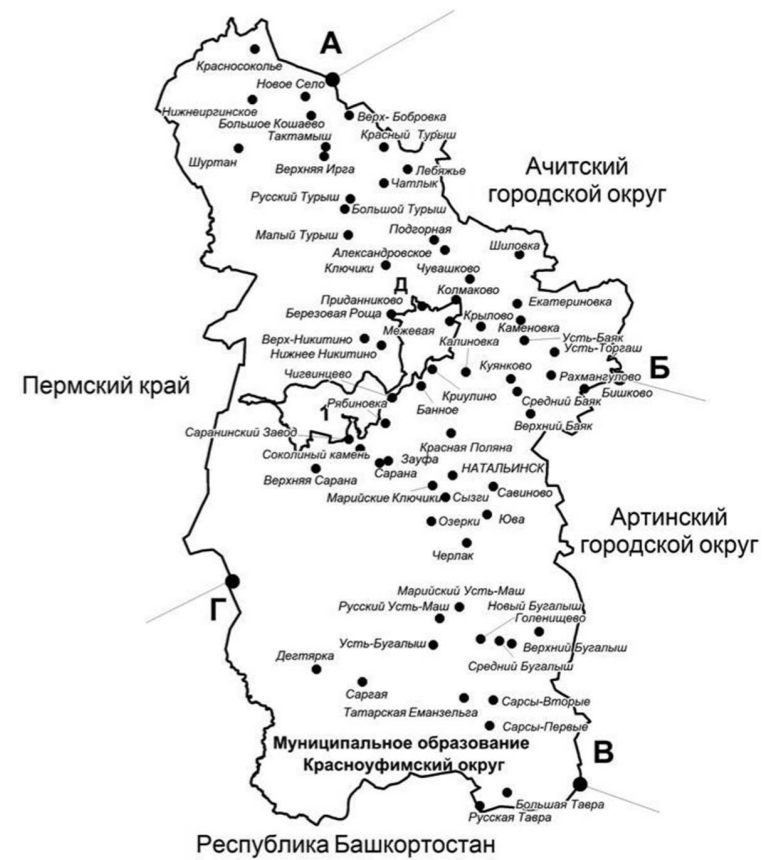 А
Красносоколье
Новое Село
Нижнеиргинское
Большое Кошаево
Верх- Бобровка
Тактамыш
Красный Турыш
Шуртан
Верхняя Ирга
Лебяжье
Чатлык
Ачитский
городской округ
Русский Турыш
Большой Турыш
Малый Турыш
Подгорная
Александровское
Шиловка
Ключики
Чувашково
Д
Колмаково
Приданниково
Екатериновка
Березовая Роща
Крылово
Межевая
Каменовка
Верх-Никитино
Калиновка
Усть-Баяк
Усть-Торгаш
Нижнее Никитино
Б
Чигвинцево
Куянково
Рахмангулово
Пермский край
Криулино
Бишково
Рябиновка
Банное
Средний Баяк
1
Верхний Баяк
Саранинский Завод
Красная Поляна
Соколиный камень
Зауфа
Сарана
НАТАЛЬИНСК
Верхняя Сарана
Марийские Ключики
Сызги
Савиново
Озерки
Юва
Артинский
городской округ
Черлак
Г
Марийский Усть-Маш
Русский Усть-Маш
Новый Бугалыш
Голенищево
Усть-Бугалыш
Верхний Бугалыш
Дегтярка
Средний Бугалыш
Саргая
Сарсы-Вторые
Татарская Еманзельга
Сарсы-Первые
Муниципальное образование
Красноуфимский округ
В
Большая Тавра
Русская Тавра
Республика Башкортостан